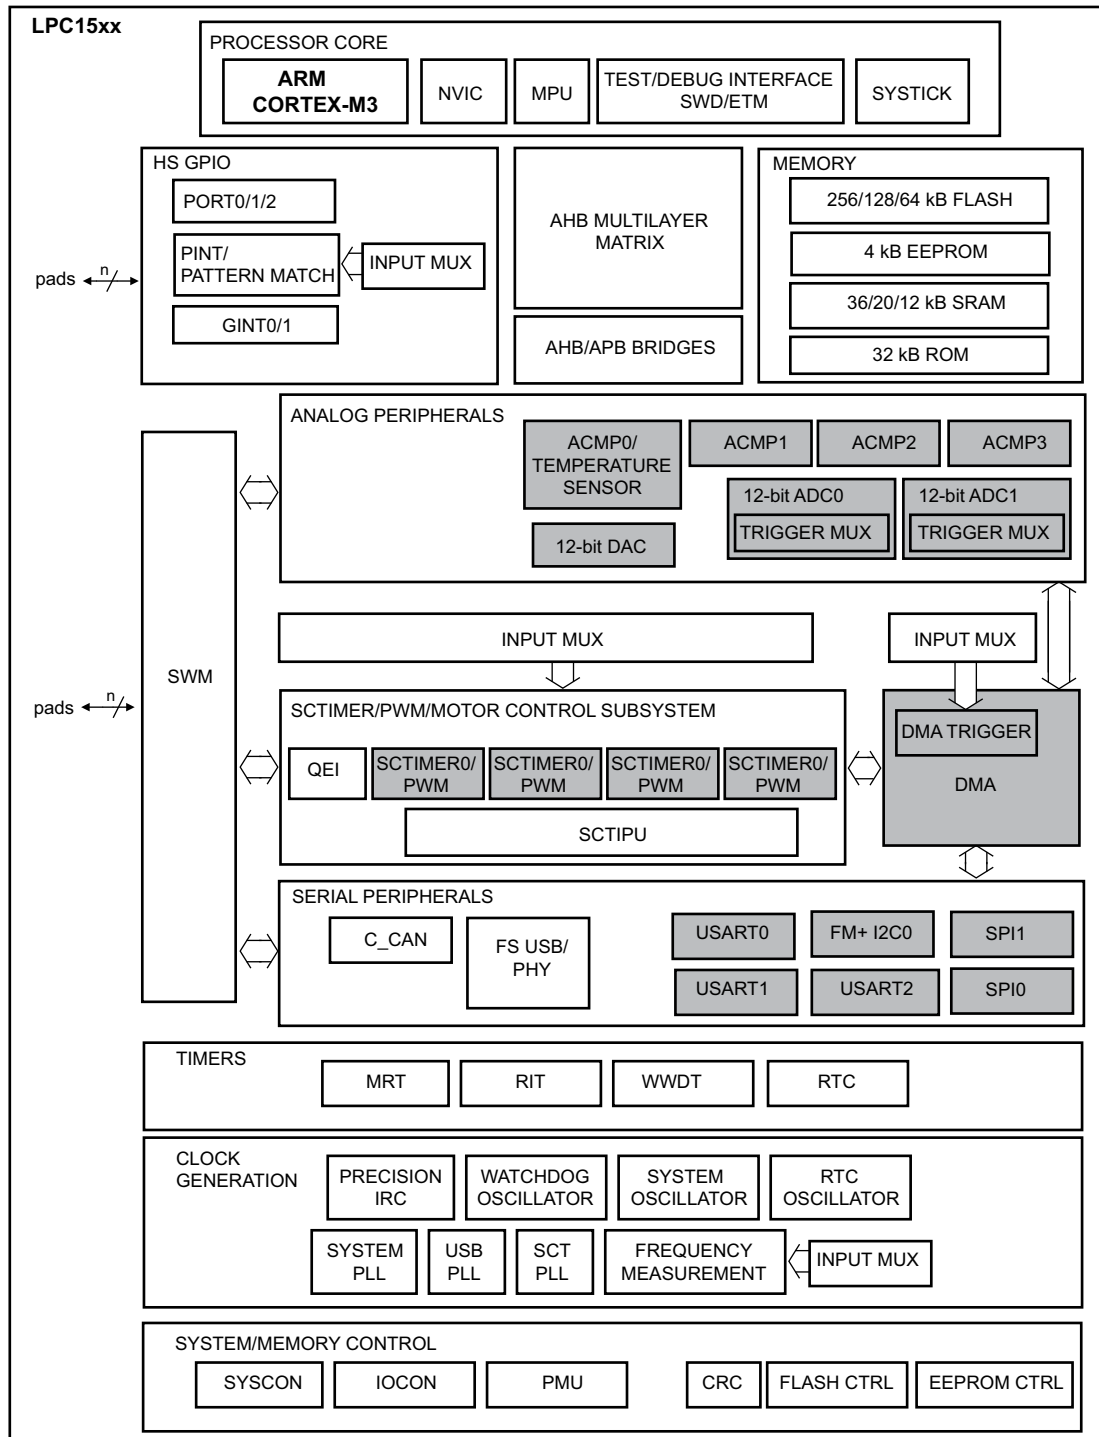 LPC15xx
PROCESSOR CORE
ARM
CORTEX-M3
NVIC
MPU
TEST/DEBUG INTERFACE
SWD/ETM
SYSTICK
HS GPIO
PORT0/1/2
PINT/
PATTERN MATCH
INPUT MUX
GINT0/1
pads
n
AHB MULTILAYER
MATRIX
AHB/APB BRIDGES
MEMORY
256/128/64 kB FLASH
4 kB EEPROM
36/20/12 kB SRAM
32 kB ROM
ANALOG PERIPHERALS
ACMP0/
TEMPERATURE
SENSOR
ACMP1
ACMP2
ACMP3
12-bit ADC0
TRIGGER MUX
12-bit ADC1
TRIGGER MUX
12-bit DAC
SWM
pads
n
INPUT MUX
INPUT MUX
SCTIMER/PWM/MOTOR CONTROL SUBSYSTEM
QEI
SCTIMER0/
PWM
SCTIMER0/
PWM
SCTIMER0/
PWM
SCTIMER0/
PWM
SCTIPU
DMA TRIGGER
DMA
SERIAL PERIPHERALS
C_CAN
FS USB/
PHY
USART0
FM+ I2C0
SPI1
USART1
USART2
SPI0
TIMERS
MRT
RIT
WWDT
RTC
CLOCK
GENERATION
PRECISION
IRC
WATCHDOG
OSCILLATOR
SYSTEM
OSCILLATOR
RTC
OSCILLATOR
SYSTEM
PLL
USB
PLL
SCT
PLL
FREQUENCY
MEASUREMENT
INPUT MUX
SYSTEM/MEMORY CONTROL
SYSCON
IOCON
PMU
CRC
FLASH CTRL
EEPROM CTRL